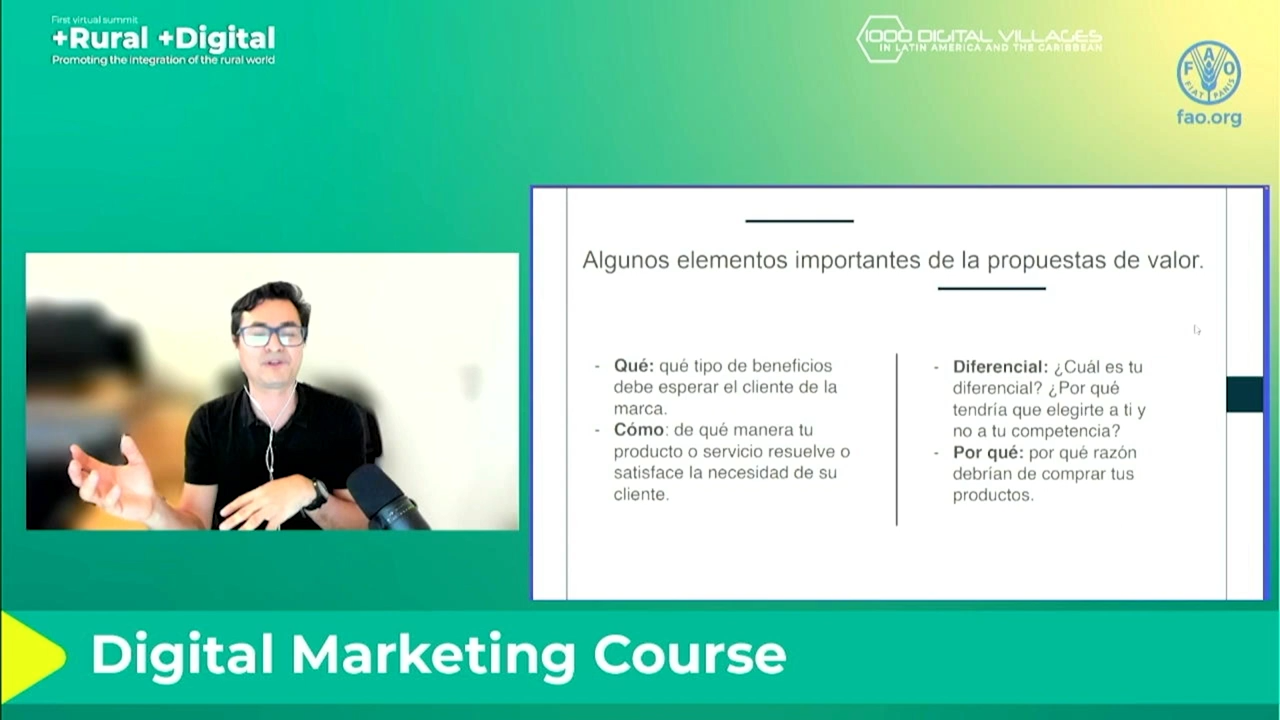 First virtual summit
+Rural +Digital
Promoting the integration of the rural world
1000 DIGITAL VILLAGES
IN LATIN AMERICA AND THE CARIBBEAN
F A O
FIAT PANIS
fao.org
Algunos elementos importantes de la propuestas de valor.
- Qué: qué tipo de beneficios
debe esperar el cliente de la
marca.
- Cómo: de qué manera tu
producto o servicio resuelve o
satisface la necesidad de su
cliente.
- Diferencial: ¿Cuál es tu
diferencial? ¿Por qué
tendría que elegirte a ti y
no a tu competencia?
- Por qué: por qué razón
debrían de comprar tus
productos.
Digital Marketing Course